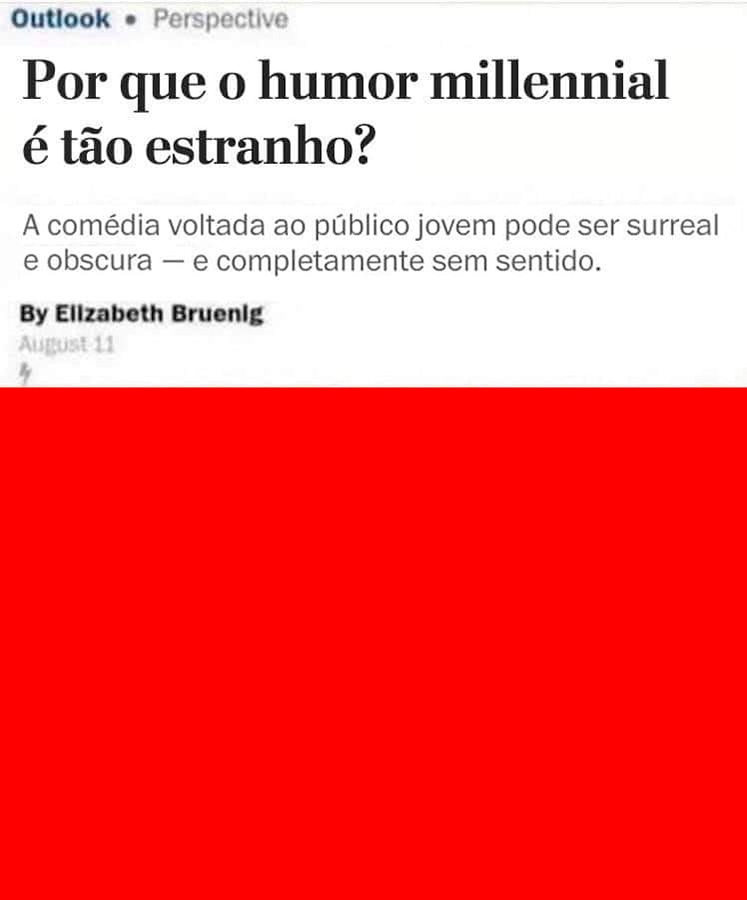 Outlook • Perspective
Por que o humor millennial
é tão estranho?
A comédia voltada ao público jovem pode ser surreal
e obscura — e completamente sem sentido.
By Elizabeth Bruenig
August 11